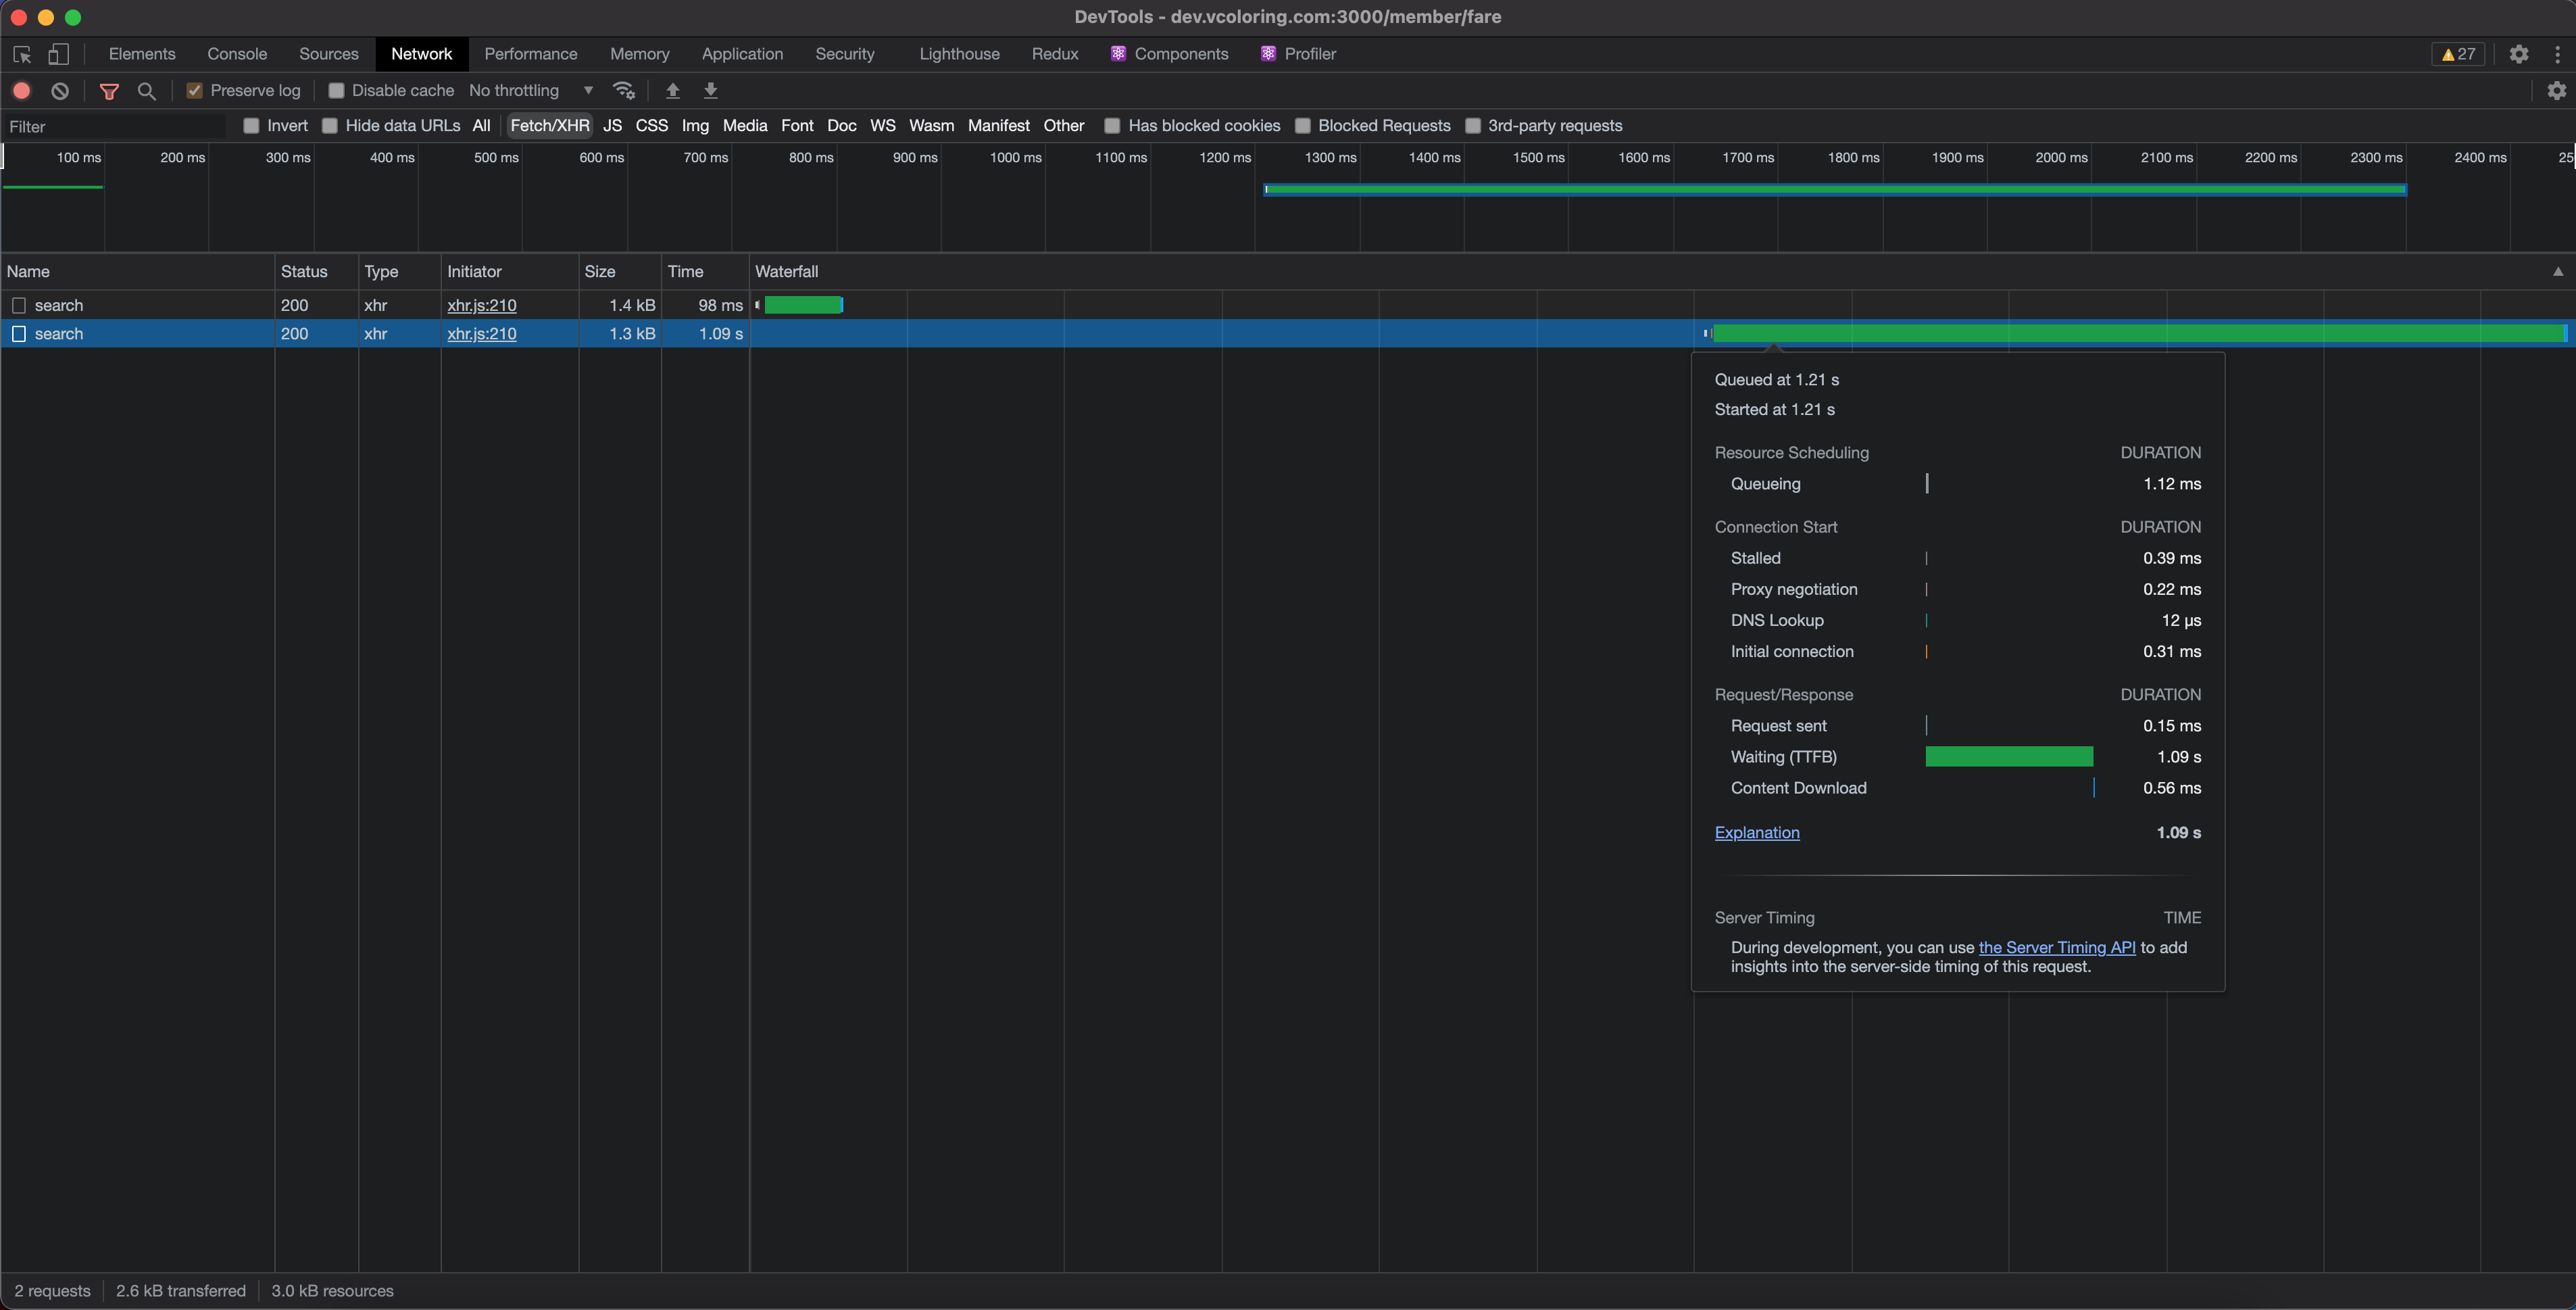 DevTools - dev.vcoloring.com:3000/member/fare
Elements Console Sources Network Performance Memory Application Security Lighthouse Redux Components Profiler 27
Preserve log Disable cache No throttling
Filter Invert Hide data URLs All Fetch/XHR JS CSS Img Media Font Doc WS Wasm Manifest Other Has blocked cookies Blocked Requests 3rd-party requests
100 ms 200 ms 300 ms 400 ms 500 ms 600 ms 700 ms 800 ms 900 ms 1000 ms 1100 ms 1200 ms 1300 ms 1400 ms 1500 ms 1600 ms 1700 ms 1800 ms 1900 ms 2000 ms 2100 ms 2200 ms 2300 ms 2400 ms 25
Name Status Type Initiator Size Time Waterfall
search 200 xhr xhr.js:210 1.4 kB 98 ms
search 200 xhr xhr.js:210 1.3 kB 1.09 s
Queued at 1.21 s
Started at 1.21 s
Resource Scheduling DURATION
Queueing 1.12 ms
Connection Start DURATION
Stalled 0.39 ms
Proxy negotiation 0.22 ms
DNS Lookup 12 μs
Initial connection 0.31 ms
Request/Response DURATION
Request sent 0.15 ms
Waiting (TTFB) 1.09 s
Content Download 0.56 ms
Explanation 1.09 s
Server Timing TIME
During development, you can use the Server Timing API to add
insights into the server-side timing of this request.
2 requests 2.6 kB transferred 3.0 kB resources